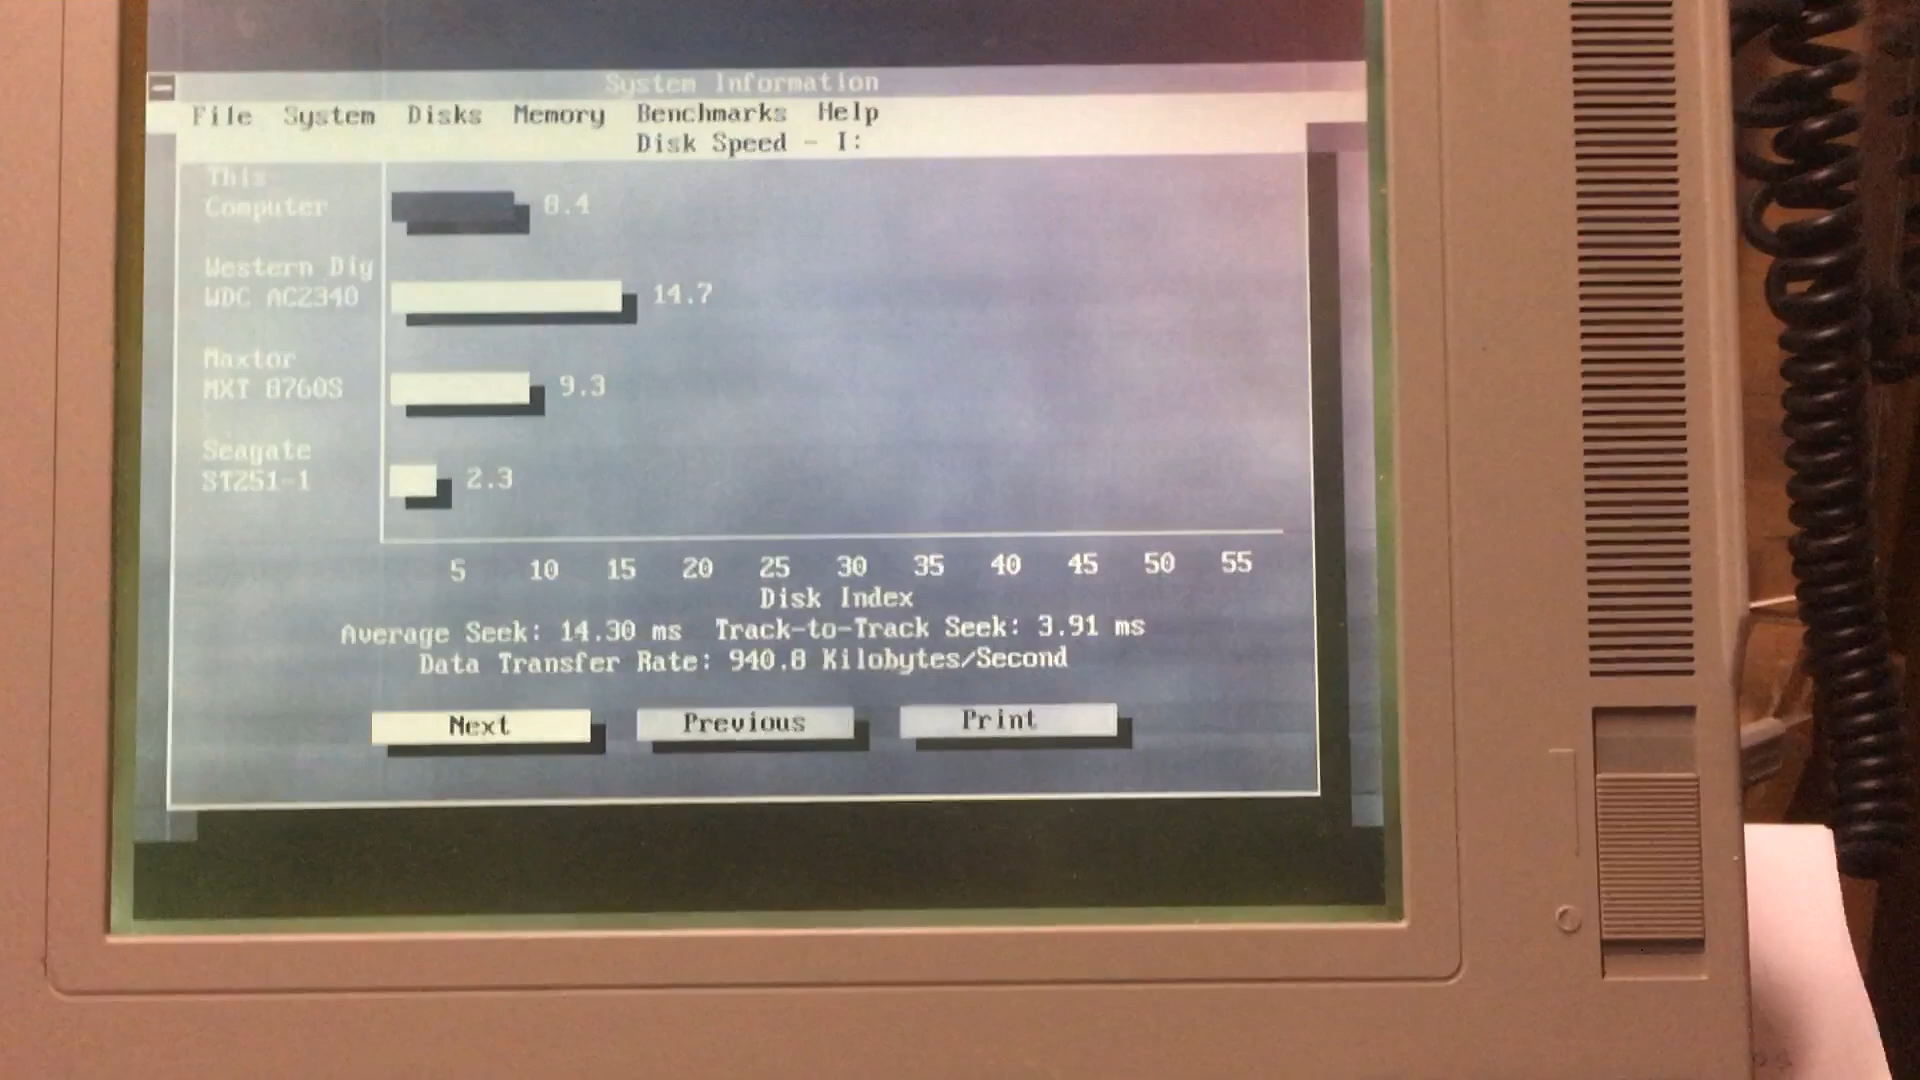 System Information
File System Disks Memory Benchmarks Help
Disk Speed - I:
This
Computer 8.4
Western Dig
WDC AC2340 14.7
Maxtor
MXT 8760S 9.3
Seagate
ST251-1 2.3
5 10 15 20 25 30 35 40 45 50 55
Disk Index
Average Seek: 14.30 ms Track-to-Track Seek: 3.91 ms
Data Transfer Rate: 940.8 Kilobytes/Second
Next Previous Print